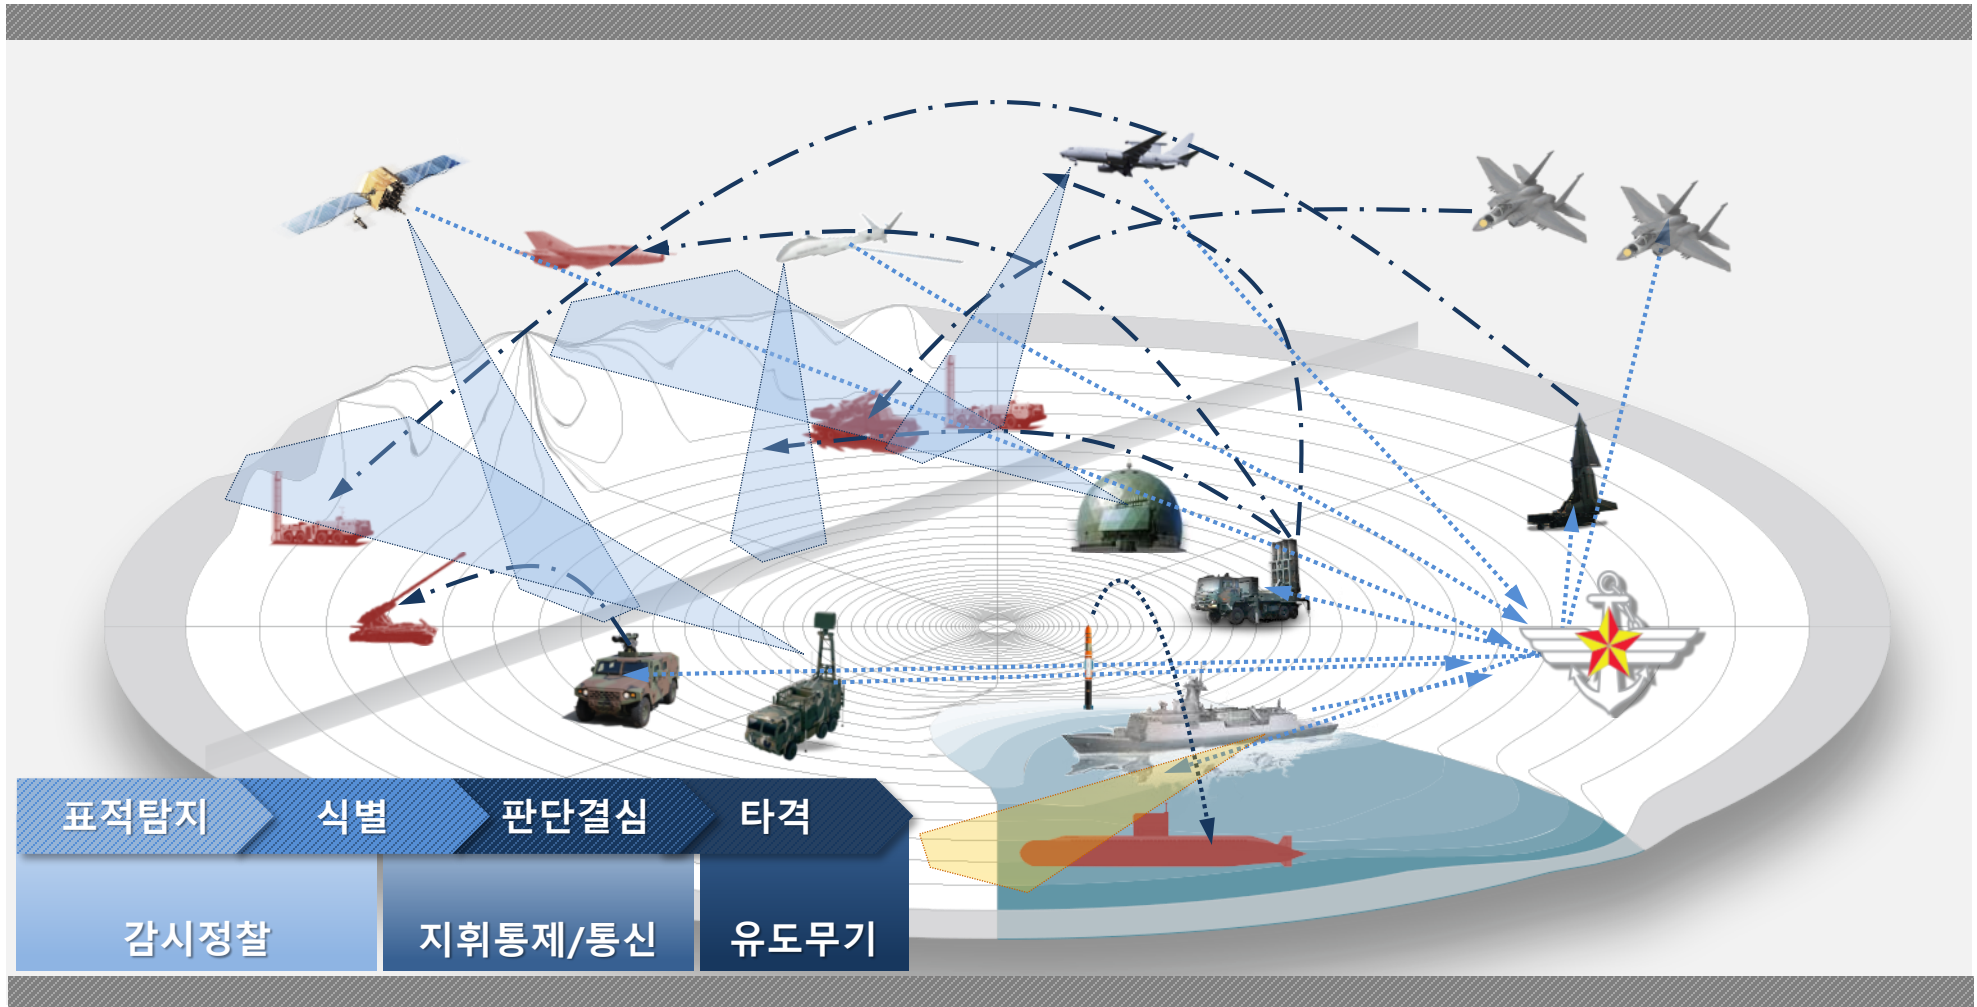 표적탐지
식별
판단결심
타격
감시정찰
지휘통제/통신
유도무기